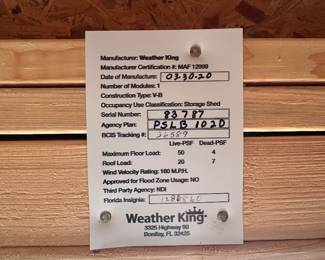 Manufacturer: Weather King
Manufacturer Certification #: MAF 12999
Date of Manufacture: 03-30-20
Number of Modules: 1
Construction Type: V-B
Occupancy Use Classification: Storage Shed
Serial Number: 83787
Agency Plan: PSLB 1020
BCIS Tracking #: 26589
Live-PSF Dead-PSF
Maximum Floor Load: 50 4
Roof Load: 20 7
Wind Velocity Rating: 160 M.P.H.
Approved for Flood Zone Usage: NO
Third Party Agency: NDI
Florida Insignia:
Weather King
3325 Highway 90
Bonifay, FL 32425